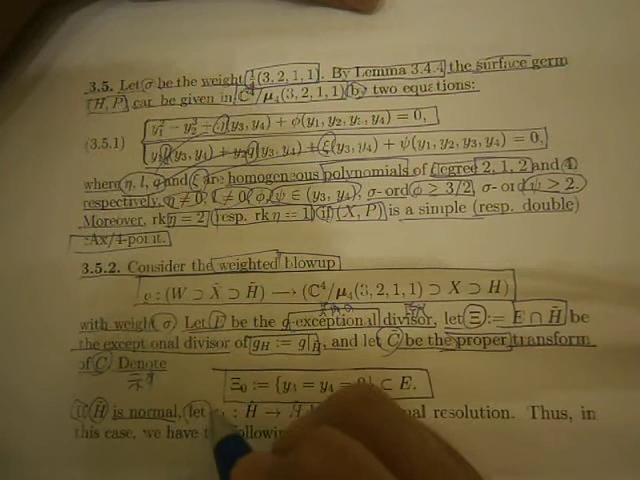 3.5. Let σ be the weight ¼(3, 2, 1, 1). By Lemma 3.4.4 the surface germ
(H, P) can be given in ℂ⁴/μ₄(3, 2, 1, 1) by two equations:
(3.5.1)
y₁² − y₂³ + η(y₃, y₄) + φ(y₁, y₂, y₃, y₄) = 0,
y₁l(y₃, y₄) + y₂q(y₃, y₄) + ξ(y₃, y₄) + ψ(y₁, y₂, y₃, y₄) = 0,
where η, l, q and ξ are homogeneous polynomials of degree 2, 1, 2 and 4
respectively, η ≠ 0, l ≠ 0, φ, ψ ∈ (y₃, y₄), σ-ord φ > 3/2, σ-ord ψ > 2.
Moreover, rk η = 2 (resp. rk η = 1) if (X, P) is a simple (resp. double)
cAx/4-point.
3.5.2. Consider the weighted blowup
g : (W ⊃ X̃ ⊃ H̃) ⟶ (ℂ⁴/μ₄(3, 2, 1, 1) ⊃ X ⊃ H)
with weight σ. Let E be the g-exceptional divisor, let Ξ := E ∩ H̃ be
the exceptional divisor of g_H := g|_H̃, and let C̃ be the proper transform
of C. Denote
Ξ₀ := {y₃ = y₄ = 0} ⊂ E.
If H̃ is normal, let : Ĥ → H̃ resolution. Thus, in
this case, we have